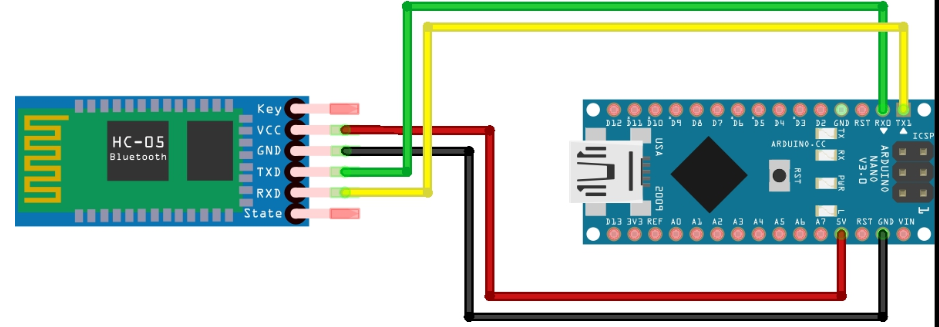 Key
VCC
GND
TXD
RXD
State
HC-05
Bluetooth
D12 D11 D10 D9 D8 D7 D6 D5 D4 D3 D2 GND RST RX0 TX1
TX
RX
PWR
L
USA
2009
ARDUINO.CC
RST
ARDUINO
NANO
V3.0
ICSP
1
D13 3V3 REF A0 A1 A2 A3 A4 A5 A6 A7 5V RST GND VIN